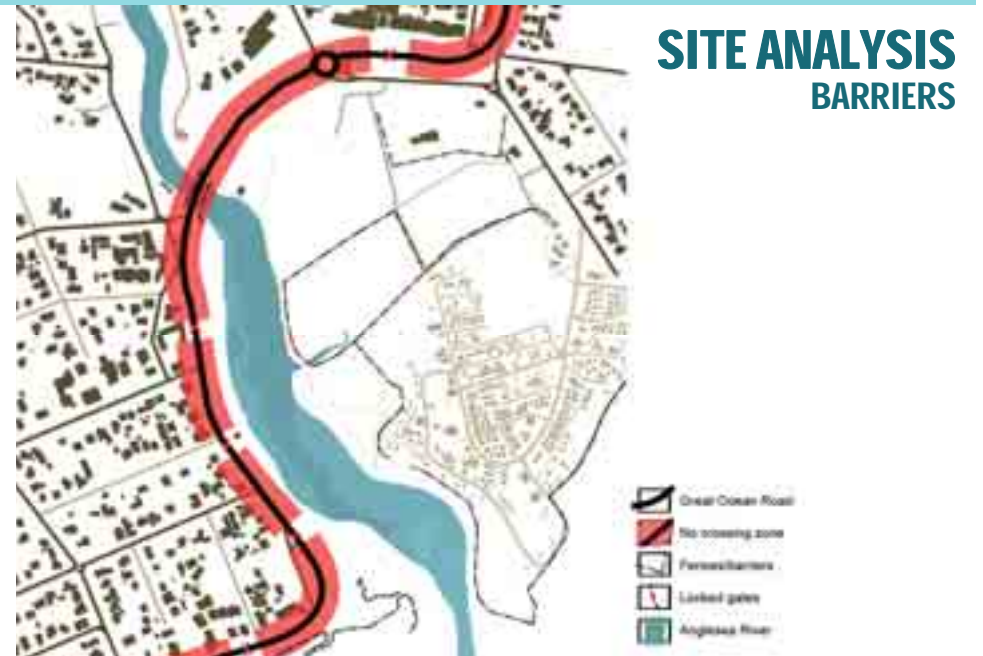 SITE ANALYSIS
BARRIERS
Great Ocean Road
No crossing zone
Fences/barriers
Locked gates
Anglesea River